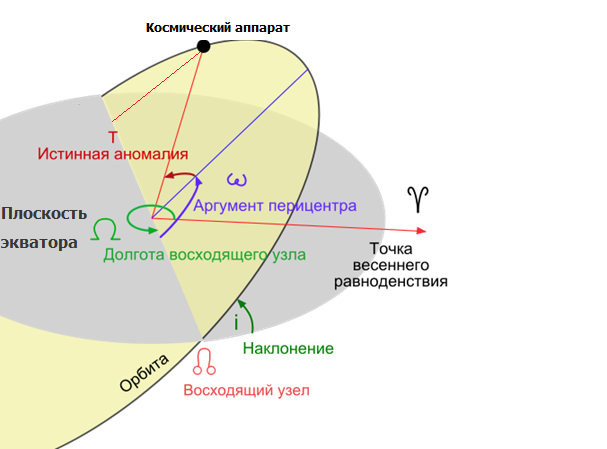 Космический аппарат
T
Истинная аномалия
ω
Аргумент перицентра
♈
Плоскость
экватора
Ω
Долгота восходящего узла
Точка
весеннего
равноденствия
i
Наклонение
Орбита
☊
Восходящий узел